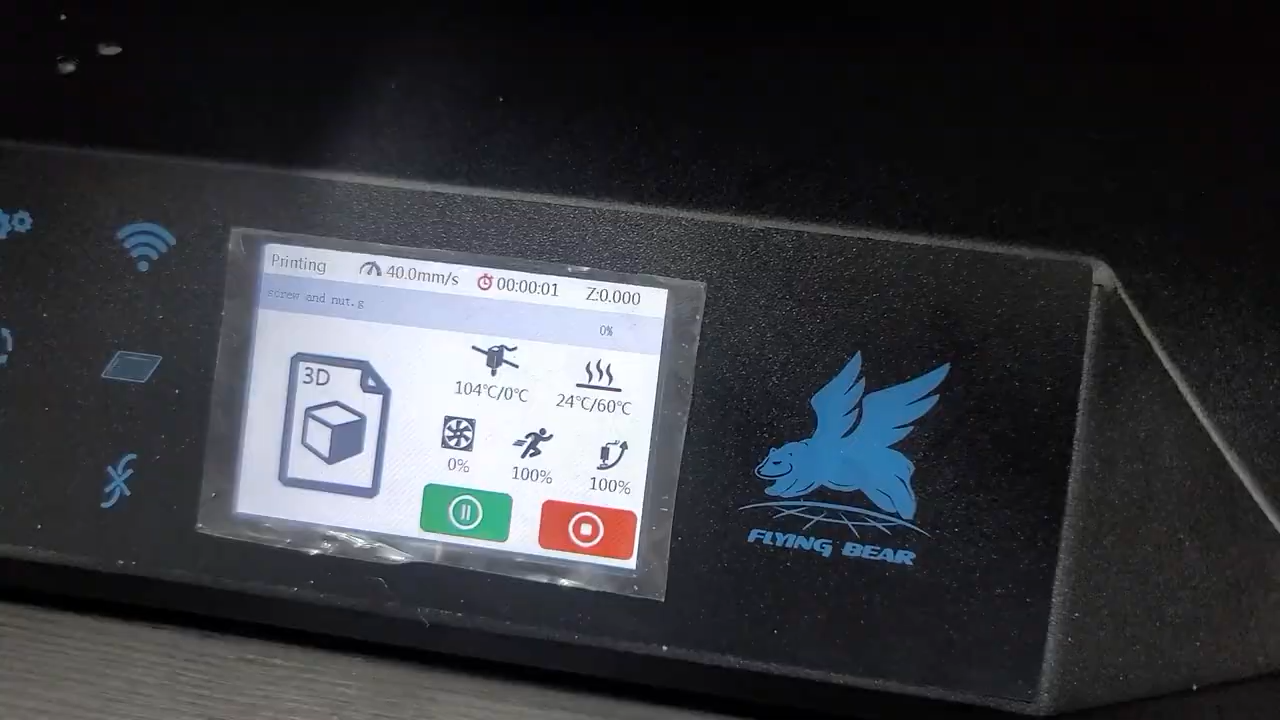 Printing 40.0mm/s 00:00:01 Z:0.000
screw and nut.g
0%
3D
104℃/0℃ 24℃/60℃
0% 100% 100%
FLYING BEAR